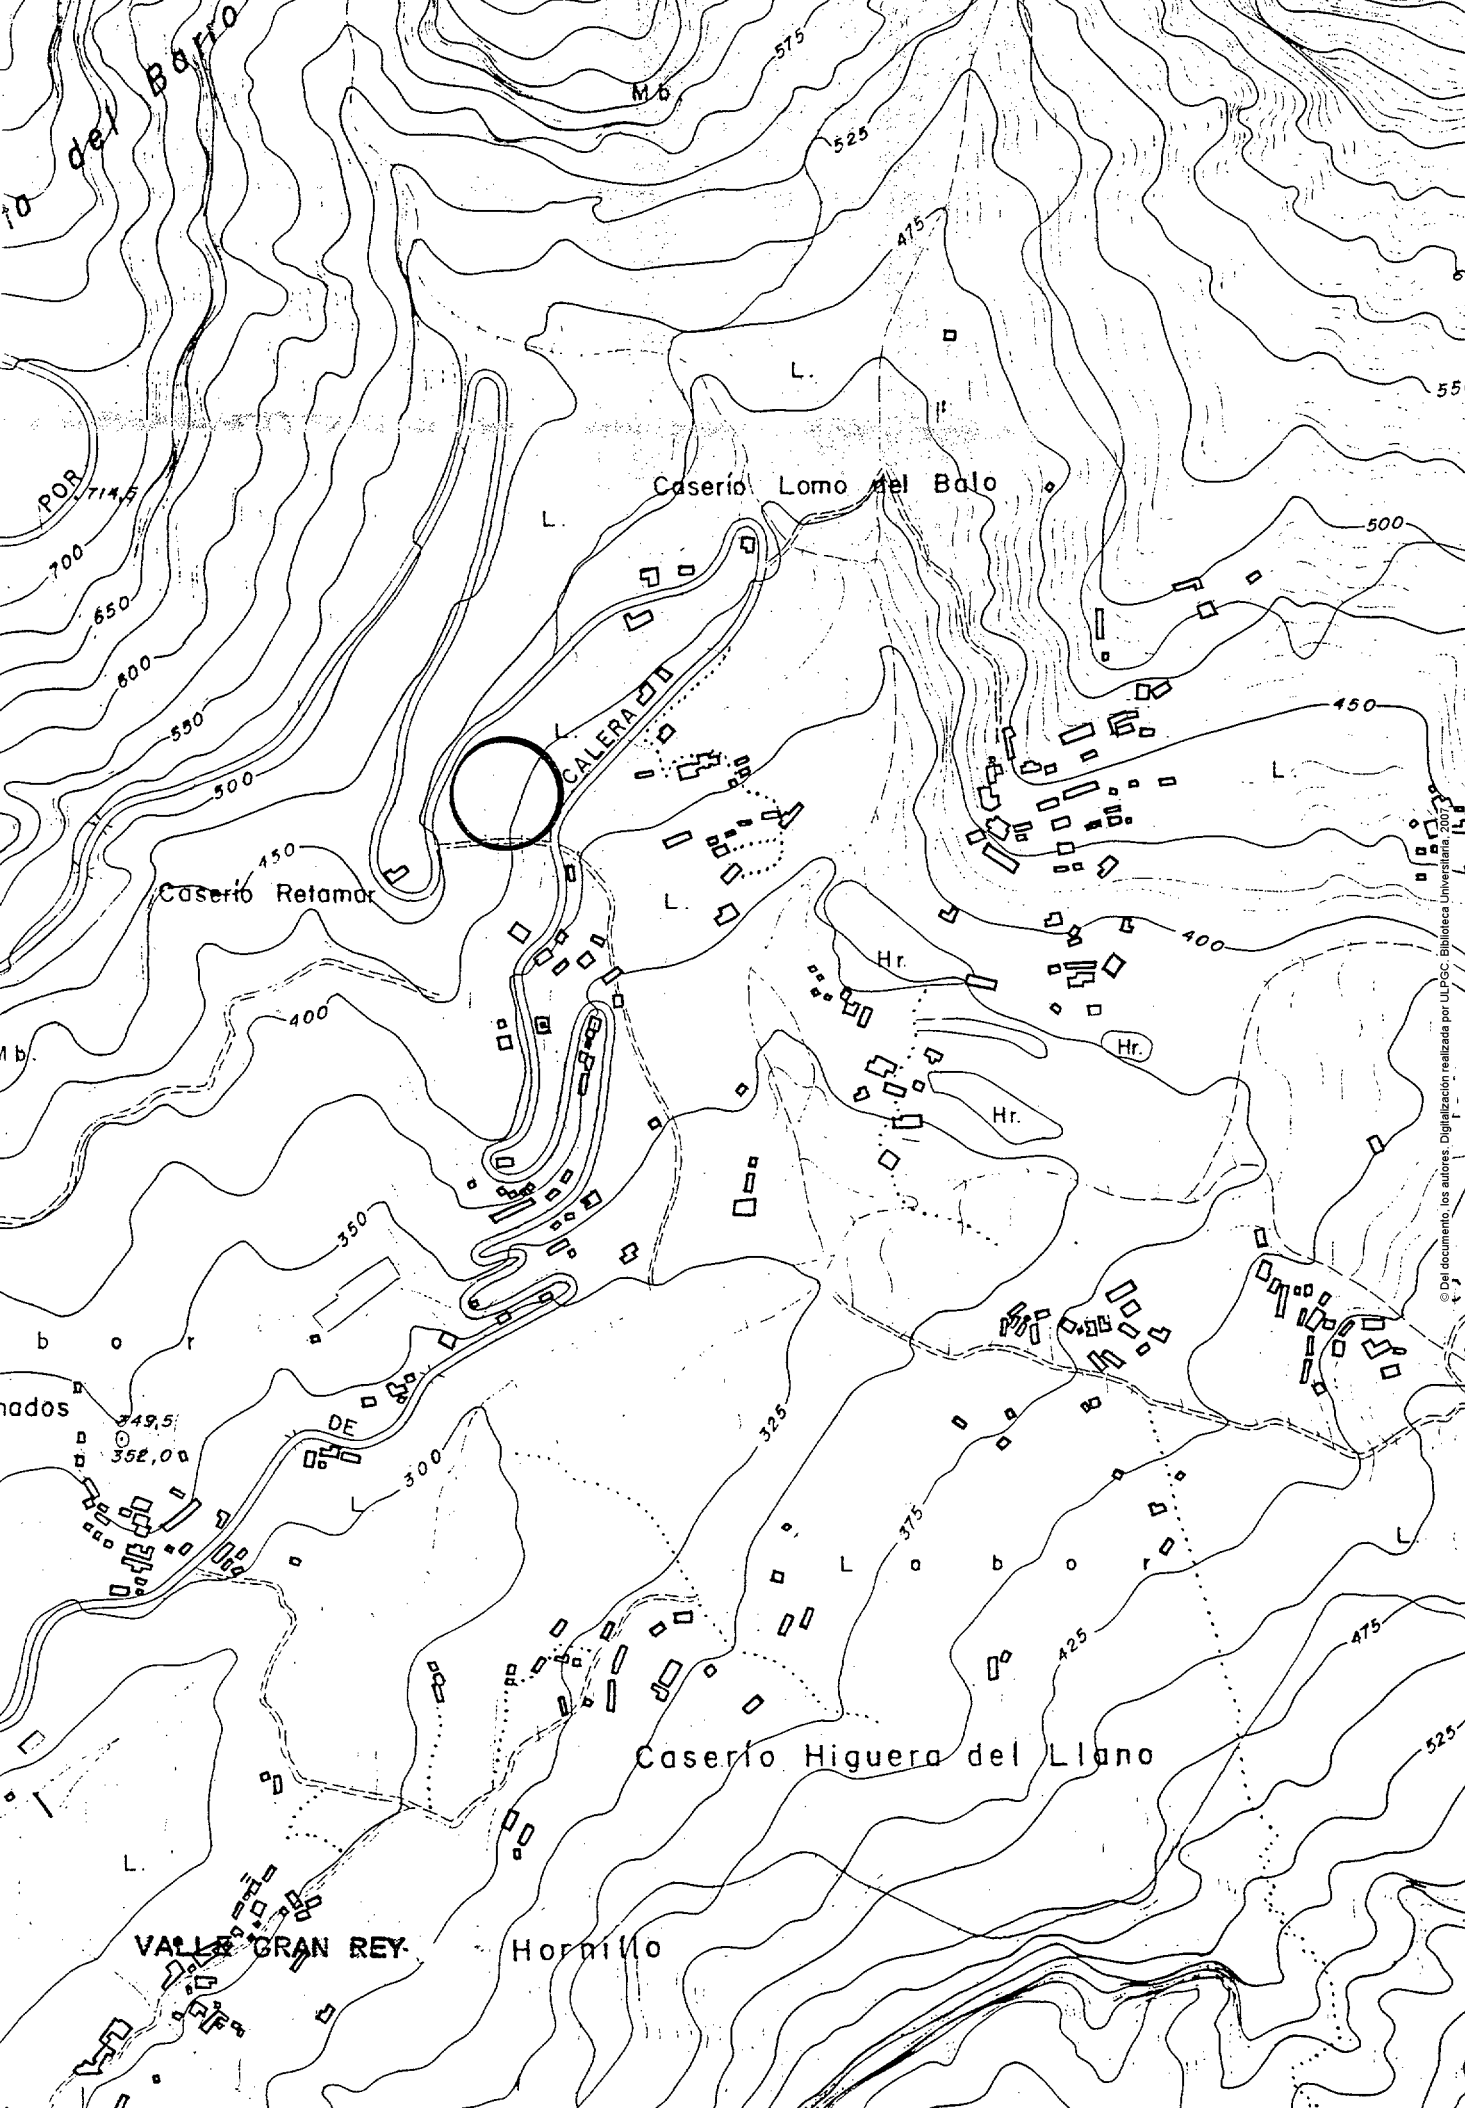 del Barro
575
Mb.
525
475
L.
550
POR
714,5
Caserío Lomo del Balo
L.
500
700
650
600
550
500
L.
CALERA
450
L.
450
Caserío Retamar
L.
Hr.
400
400
Mb.
Hr.
Hr.
350
b o r
DE
349,5
352,0
300
L
325
375
L a b o r
L.
425
475
525
Caserío Higuera del Llano
L.
VALLE GRAN REY
Hornillo
© Del documento, los autores. Digitalización realizada por ULPGC. Biblioteca Universitaria, 2007